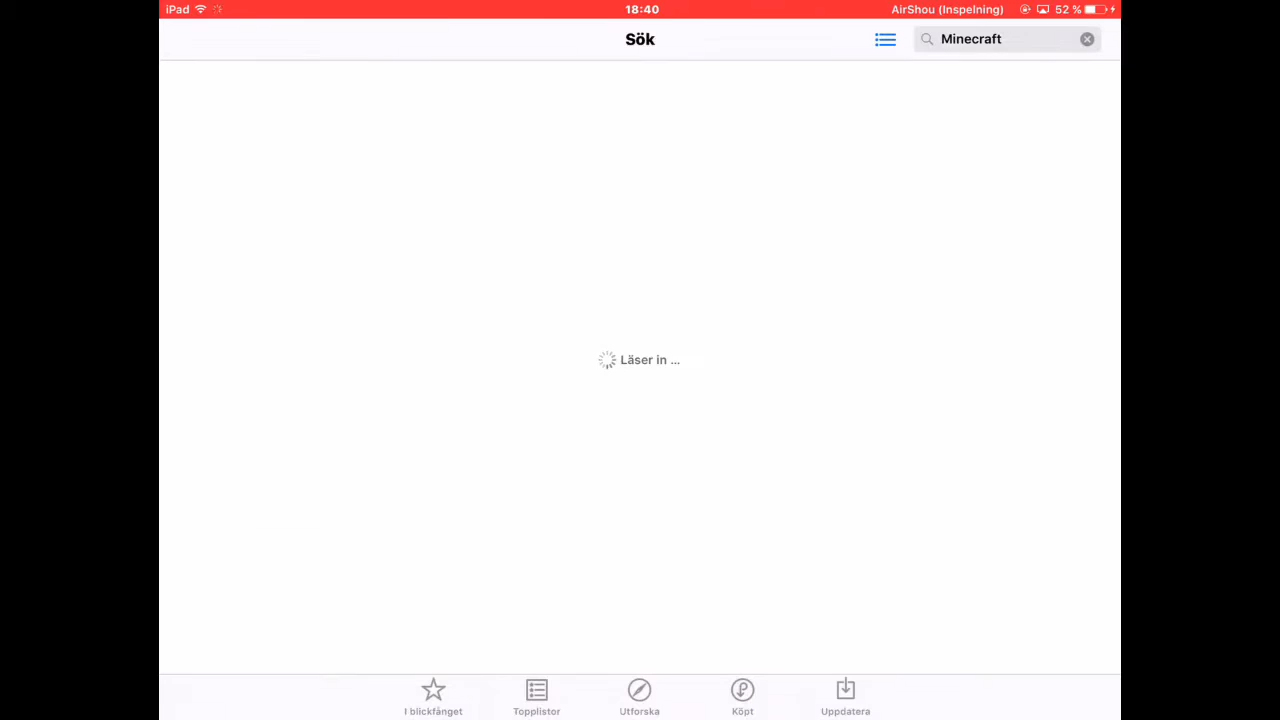 iPad 18:40 AirShou (Inspelning) 52 %
Sök Minecraft
Läser in ...
I blickfånget Topplistor Utforska Köpt Uppdatera